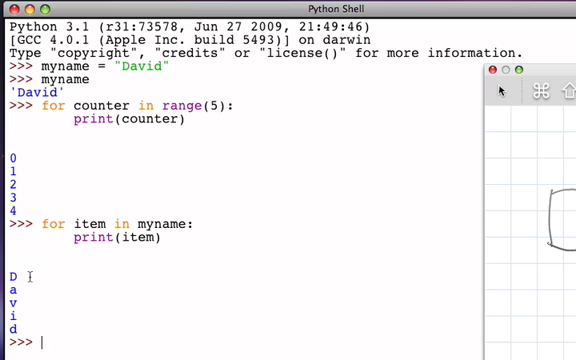 Python Shell
Python 3.1 (r31:73578, Jun 27 2009, 21:49:46)
[GCC 4.0.1 (Apple Inc. build 5493)] on darwin
Type "copyright", "credits" or "license()" for more information.
>>> myname = "David"
>>> myname
'David'
>>> for counter in range(5):
print(counter)
0
1
2
3
4
>>> for item in myname:
print(item)
D
a
v
i
d
>>>